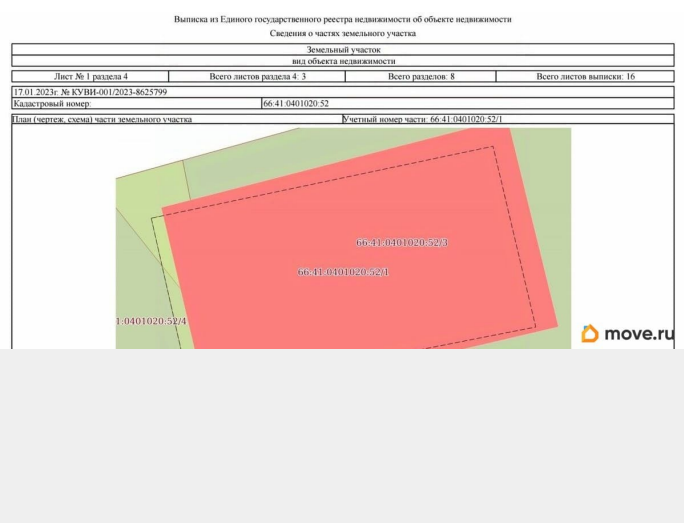 Выписка из Единого государственного реестра недвижимости об объекте недвижимости
Сведения о частях земельного участка
Земельный участок
вид объекта недвижимости
Лист № 1 раздела 4 Всего листов раздела 4: 3 Всего разделов: 8 Всего листов выписки: 16
17.01.2023г. № КУВИ-001/2023-8625799
Кадастровый номер: 66:41:0401020:52
План (чертеж, схема) части земельного участка Учетный номер части: 66:41:0401020:52/1
66:41:0401020:52/3
66:41:0401020:52/1
1:0401020:52/4
move.ru